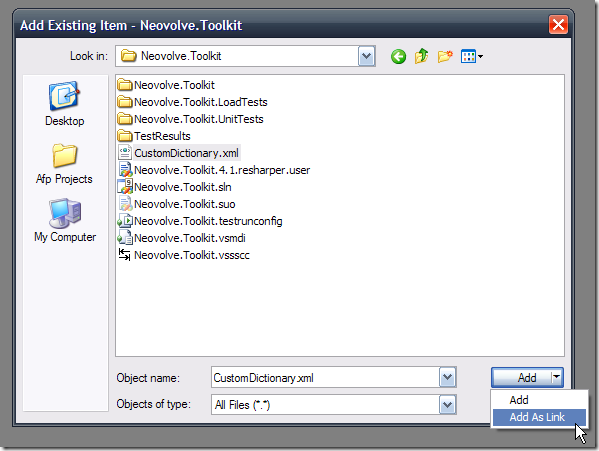 Add Existing Item - Neovolve.Toolkit
Look in: Neovolve.Toolkit
Desktop
Afp Projects
My Computer
Neovolve.Toolkit
Neovolve.Toolkit.LoadTests
Neovolve.Toolkit.UnitTests
TestResults
CustomDictionary.xml
Neovolve.Toolkit.4.1.resharper.user
Neovolve.Toolkit.sln
Neovolve.Toolkit.suo
Neovolve.Toolkit.testrunconfig
Neovolve.Toolkit.vsmdi
Neovolve.Toolkit.vssscc
Object name: CustomDictionary.xml Add
Objects of type: All Files (*.*)
Add
Add As Link